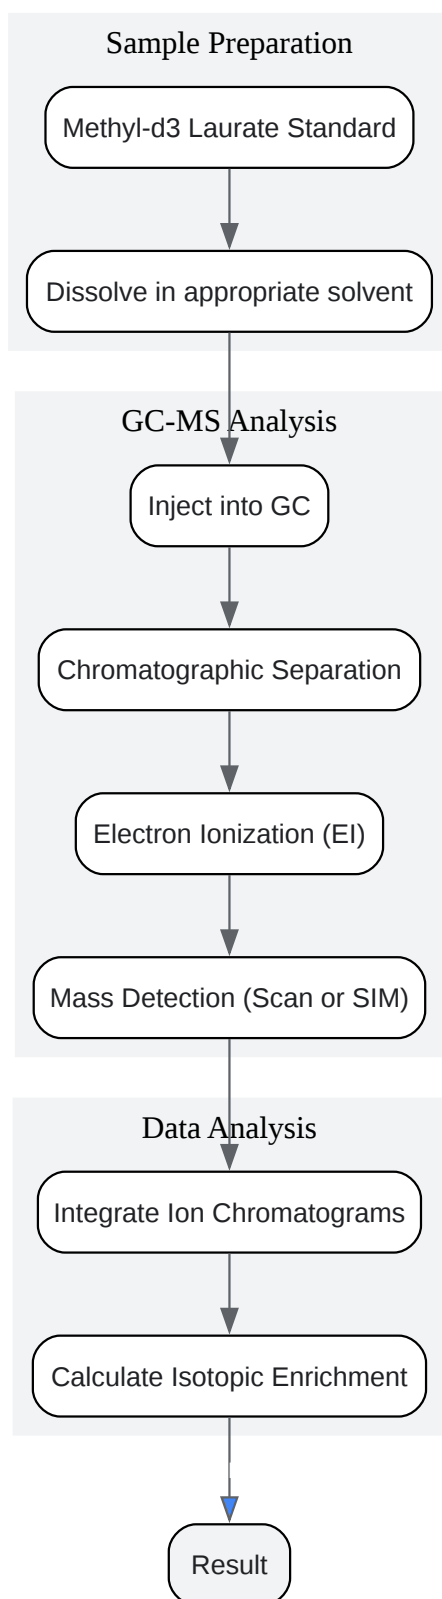 Sample Preparation
Methyl-d3 Laurate Standard
Dissolve in appropriate solvent
GC-MS Analysis
Inject into GC
Chromatographic Separation
Electron Ionization (EI)
Mass Detection (Scan or SIM)
Data Analysis
Integrate Ion Chromatograms
Calculate Isotopic Enrichment
Result